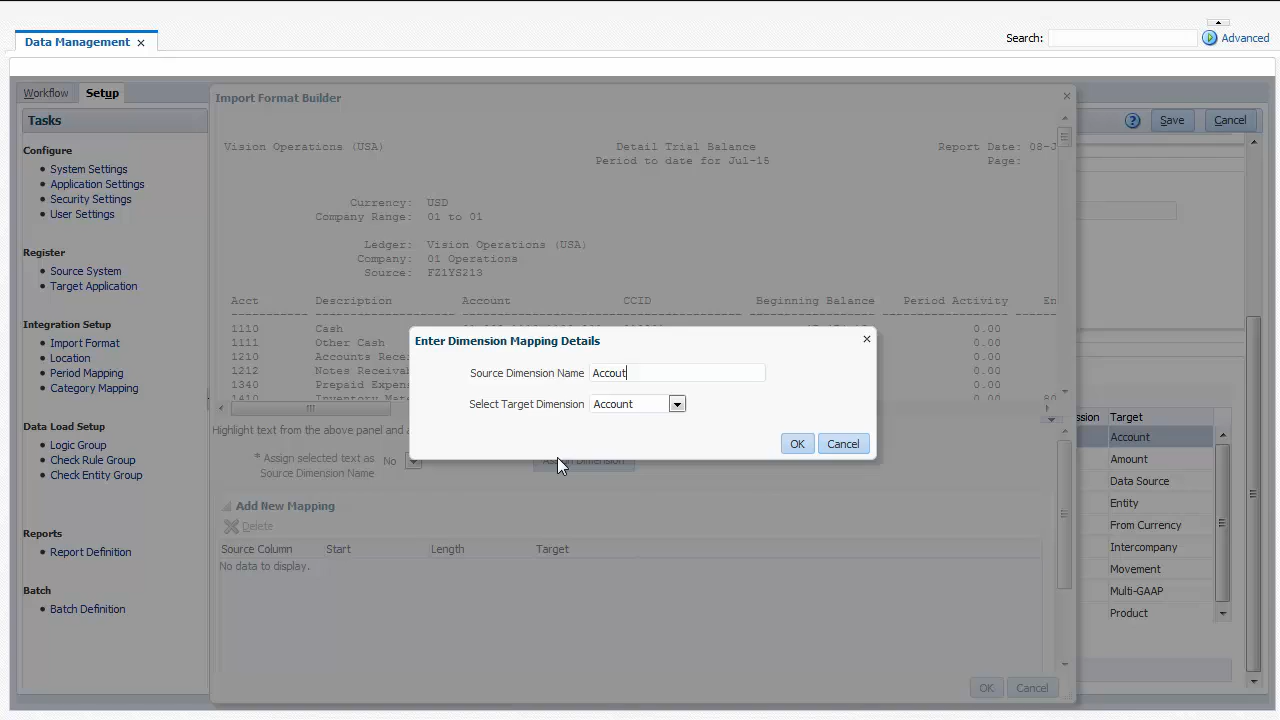 Data Management ×
Search:
Advanced
Workflow
Setup
Import Format Builder
Tasks
Save
Cancel
Configure
System Settings
Application Settings
Security Settings
User Settings
Register
Source System
Target Application
Integration Setup
Import Format
Location
Period Mapping
Category Mapping
Data Load Setup
Logic Group
Check Rule Group
Check Entity Group
Reports
Report Definition
Batch
Batch Definition
Vision Operations (USA) Detail Trial Balance Report Date: 08-J
Period to date for Jul-15 Page:
Currency: USD
Company Range: 01 to 01
Ledger: Vision Operations (USA)
Company: 01 Operations
Source: FZ1YS213
Acct Description Account CCID Beginning Balance Period Activity En
1110 Cash 0.00
1111 Other Cash 0.00
1210 Accounts Rece 0.00
1212 Notes Receivab 0.00
1340 Prepaid Expen 0.00
1410 Inventory Mat
Enter Dimension Mapping Details
Source Dimension Name Accout
Select Target Dimension Account
OK Cancel
Highlight text from the above panel and
* Assign selected text as Source Dimension Name No
Assign Dimension
Add New Mapping
Delete
Source Column Start Length Target
No data to display.
OK Cancel
sion Target
Account
Amount
Data Source
Entity
From Currency
Intercompany
Movement
Multi-GAAP
Product